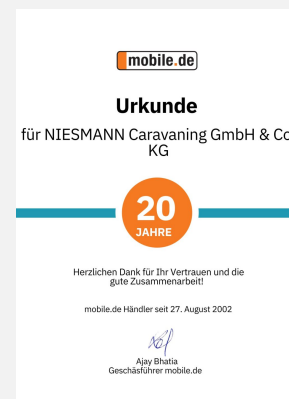 mobile.de
Urkunde
für NIESMANN Caravaning GmbH & Co
KG
20
JAHRE
Herzlichen Dank für Ihr Vertrauen und die
gute Zusammenarbeit!
mobile.de Händler seit 27. August 2002
Ajay Bhatia
Geschäsführer mobile.de